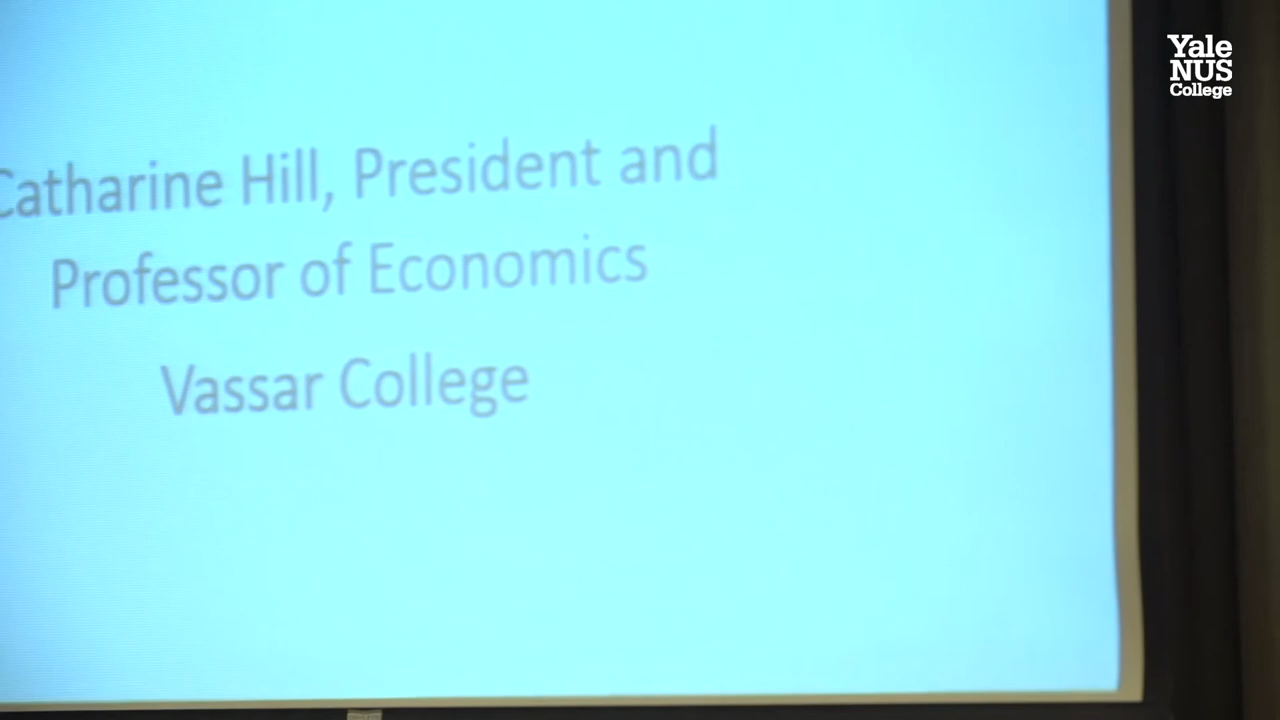 Catharine Hill, President and
Professor of Economics
Vassar College
Yale
NUS
College